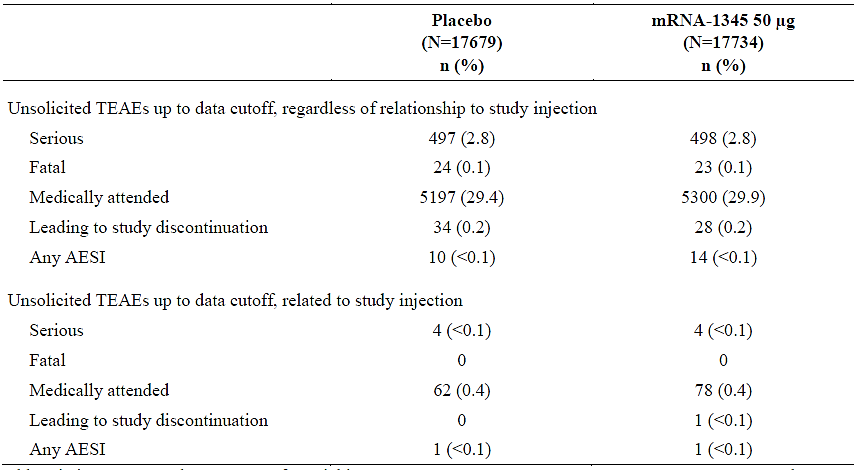 Placebo mRNA-1345 50 µg
(N=17679) (N=17734)
n (%) n (%)
Unsolicited TEAEs up to data cutoff, regardless of relationship to study injection
Serious 497 (2.8) 498 (2.8)
Fatal 24 (0.1) 23 (0.1)
Medically attended 5197 (29.4) 5300 (29.9)
Leading to study discontinuation 34 (0.2) 28 (0.2)
Any AESI 10 (<0.1) 14 (<0.1)
Unsolicited TEAEs up to data cutoff, related to study injection
Serious 4 (<0.1) 4 (<0.1)
Fatal 0 0
Medically attended 62 (0.4) 78 (0.4)
Leading to study discontinuation 0 1 (<0.1)
Any AESI 1 (<0.1) 1 (<0.1)